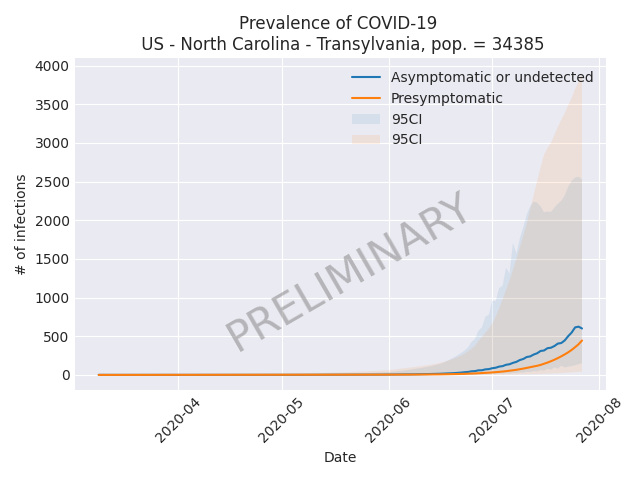 Prevalence of COVID-19
US - North Carolina - Transylvania, pop. = 34385
4000
3500
3000
2500
2000
1500
1000
500
0
# of infections
Asymptomatic or undetected
Presymptomatic
95CI
95CI
PRELIMINARY
2020-04
2020-05
2020-06
2020-07
2020-08
Date